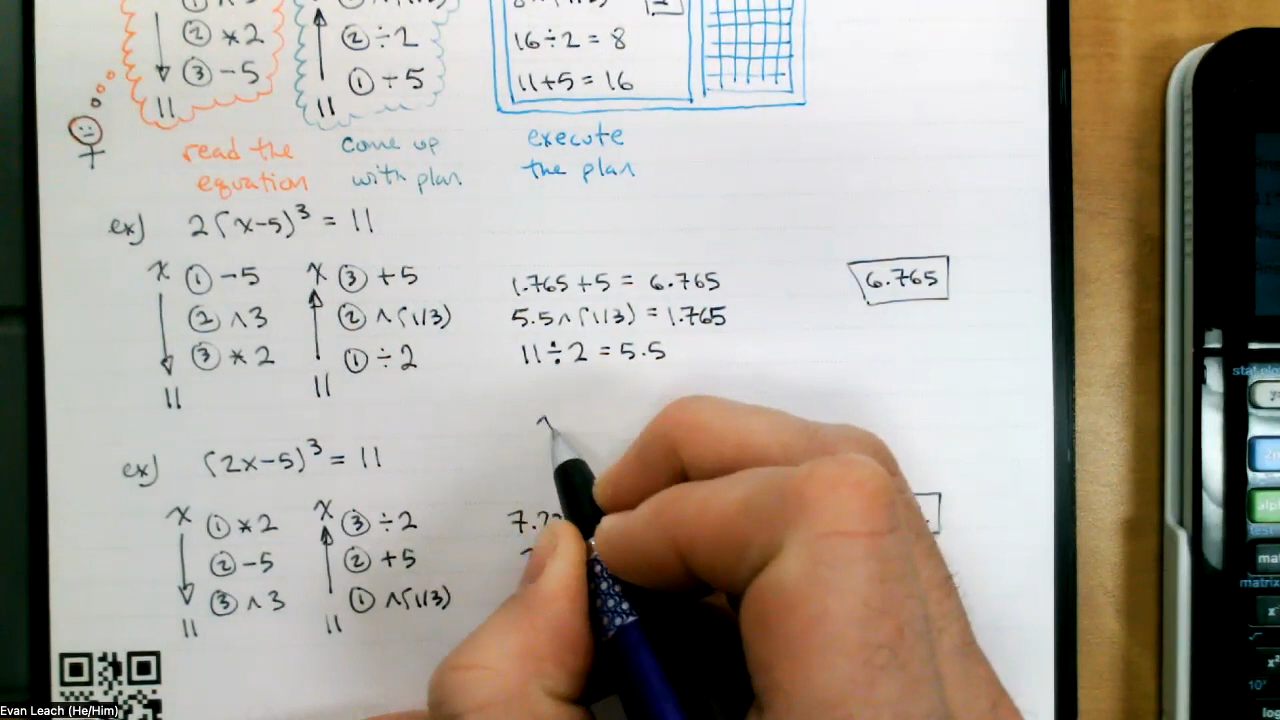 ② *2
② ÷2
16÷2 = 8
③ -5
① +5
11+5 = 16
11
11
read the equation
come up with plan
execute the plan
ex) 2(x-5)^3 = 11
x ① -5
x ③ +5
1.765 +5 = 6.765
6.765
② ^3
② ^(1/3)
5.5^(1/3) = 1.765
③ *2
① ÷2
11÷2 = 5.5
11
11
ex) (2x-5)^3 = 11
x ① *2
x ③ ÷2
② -5
② +5
③ ^3
① ^(1/3)
11
11
Evan Leach (He/Him)